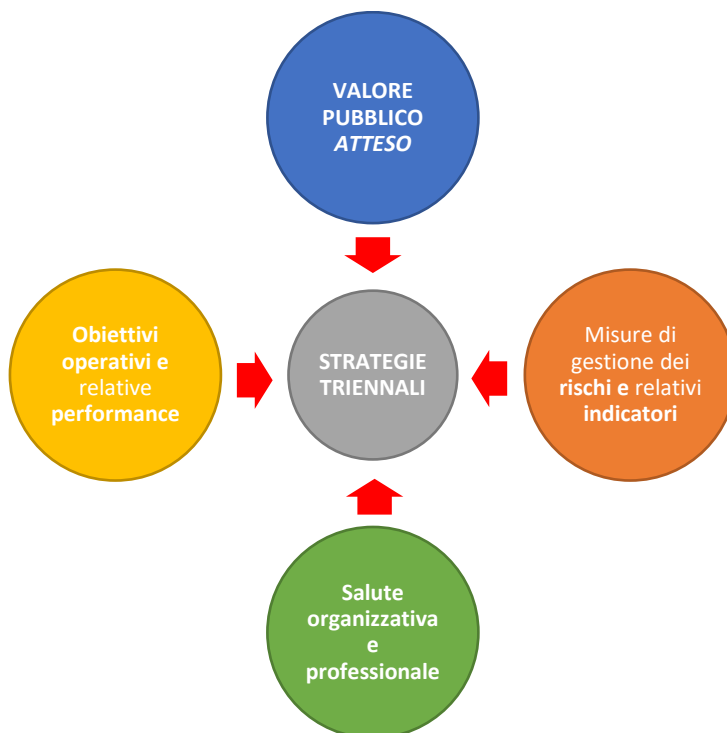 VALORE
PUBBLICO
ATTESO
Obiettivi
operativi e
relative
performance
STRATEGIE
TRIENNALI
Misure di
gestione dei
rischi e relativi
indicatori
Salute
organizzativa
e
professionale